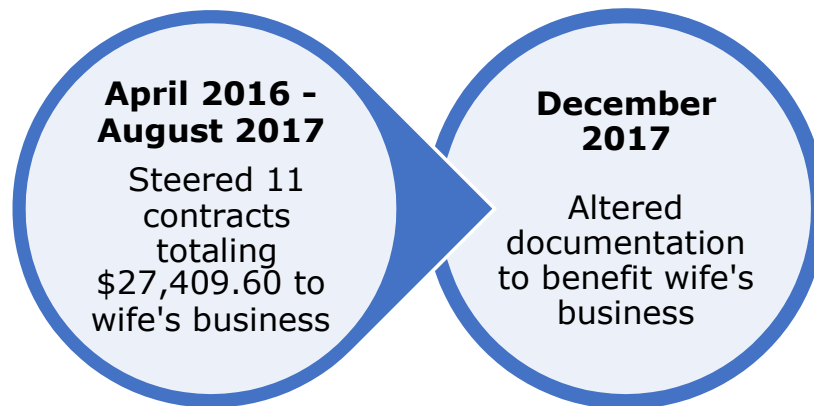 April 2016 -
August 2017
Steered 11
contracts
totaling
$27,409.60 to
wife's business
December
2017
Altered
documentation
to benefit wife's
business